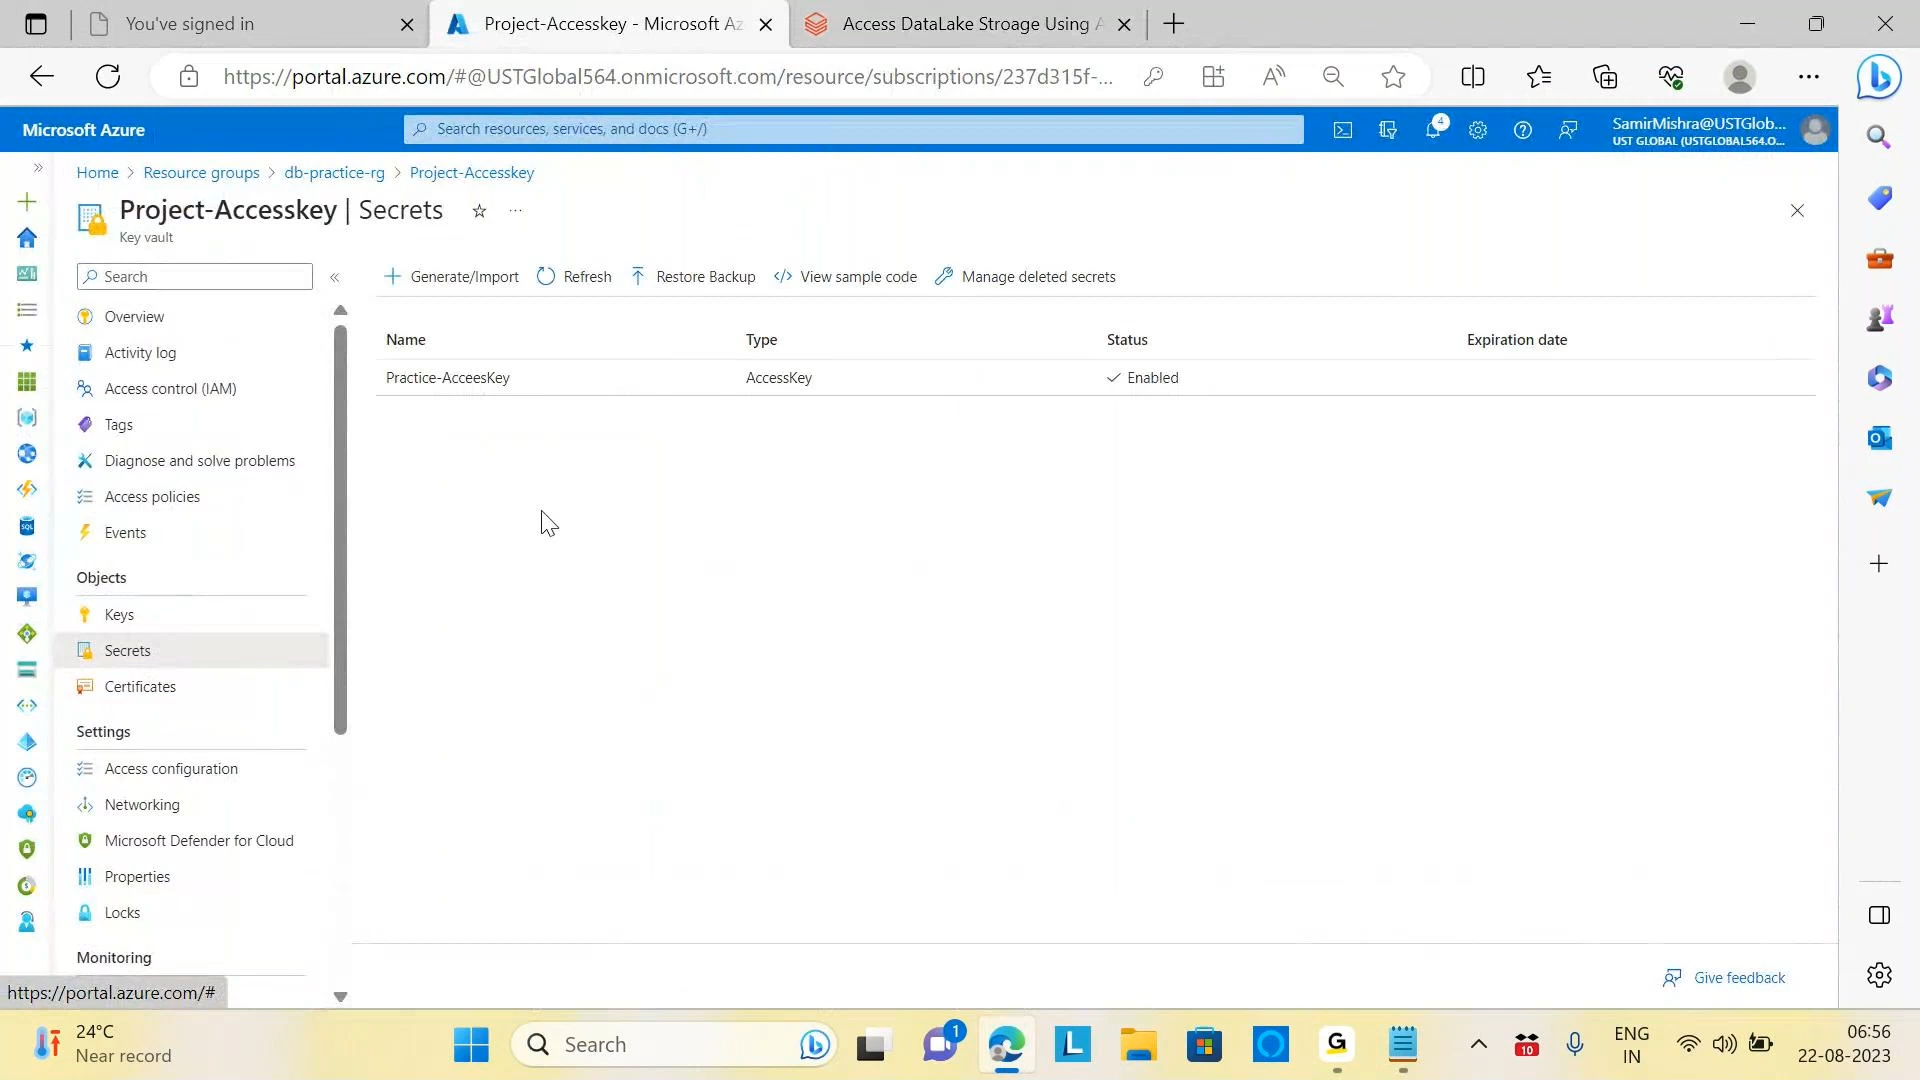 You've signed in
Project-Accesskey - Microsoft Az
Access DataLake Stroage Using A
https://portal.azure.com/#@USTGlobal564.onmicrosoft.com/resource/subscriptions/237d315f-...
Microsoft Azure
Search resources, services, and docs (G+/)
4
SamirMishra@USTGlob...
UST GLOBAL (USTGLOBAL564.O...
Home > Resource groups > db-practice-rg > Project-Accesskey
Project-Accesskey | Secrets
Key vault
Search
Generate/Import
Refresh
Restore Backup
View sample code
Manage deleted secrets
Overview
Activity log
Access control (IAM)
Tags
Diagnose and solve problems
Access policies
Events
Objects
Keys
Secrets
Certificates
Settings
Access configuration
Networking
Microsoft Defender for Cloud
Properties
Locks
Monitoring
Name Type Status Expiration date
Practice-AcceesKey AccessKey Enabled
Give feedback
https://portal.azure.com/#
24°C
Near record
Search
1
L
G
10
ENG
IN
06:56
22-08-2023